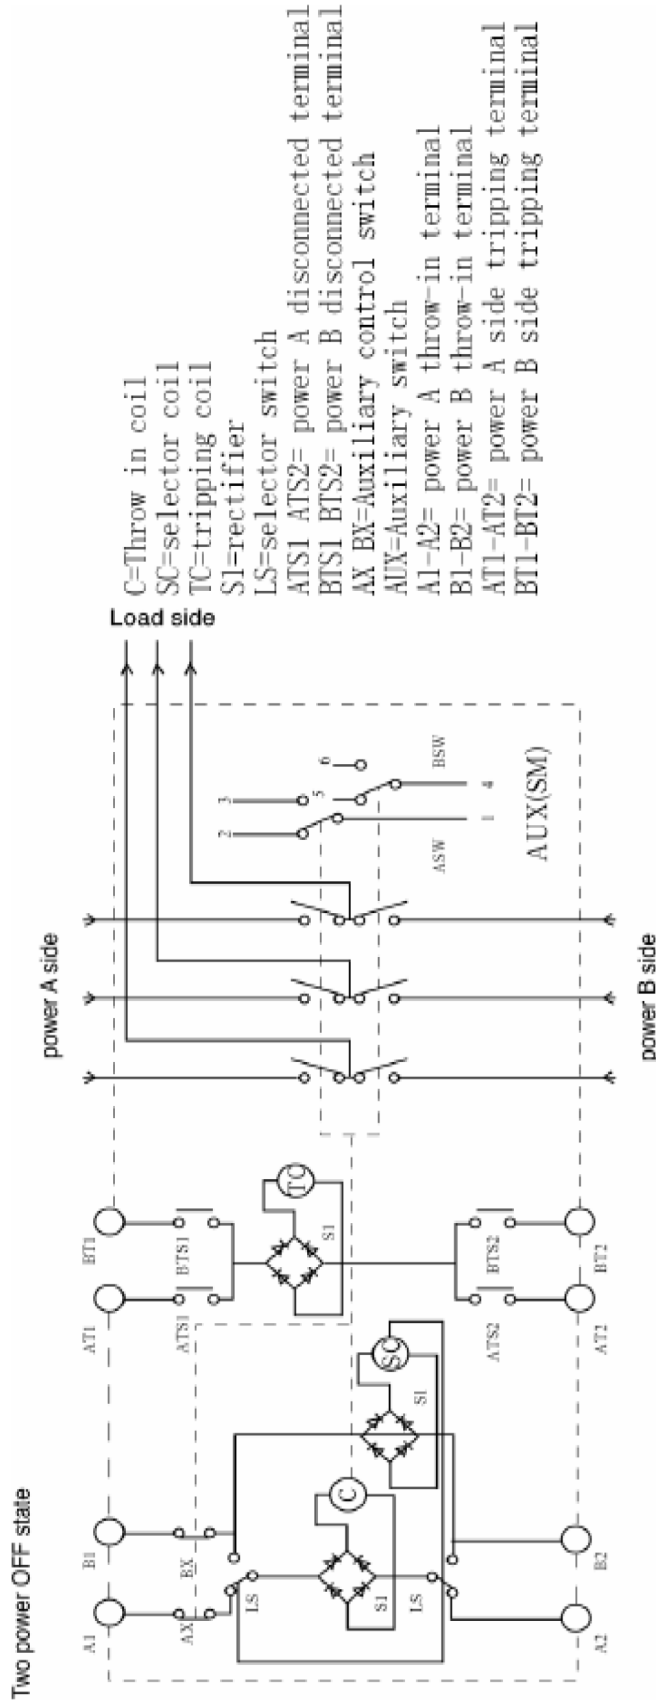 Two power OFF state
power A side
power B side
Load side
A1
B1
AT1
BT1
AX
BX
ATS1
BTS1
LS
S1
LS
C
SC
S1
TC
S1
ATS2
BTS2
A2
B2
AT2
BT2
2
3
5
6
ASW
1
4
BSW
AUX(SM)
C=Throw in coil
SC=selector coil
TC=tripping coil
S1=rectifier
LS=selector switch
ATS1 ATS2= power A disconnected terminal
BTS1 BTS2= power B disconnected terminal
AX BX=Auxiliary control switch
AUX=Auxiliary switch
A1-A2= power A throw-in terminal
B1-B2= power B throw-in terminal
AT1-AT2= power A side tripping terminal
BT1-BT2= power B side tripping terminal